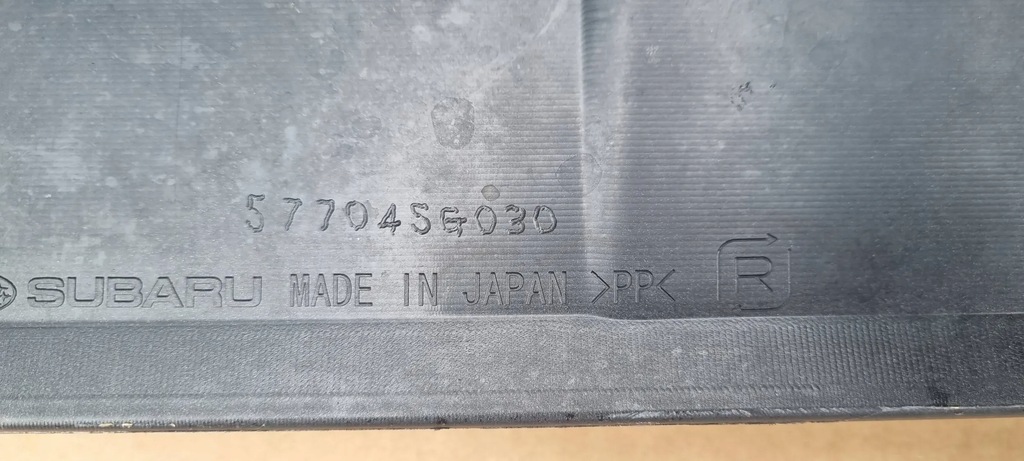 57704SG030
SUBARU MADE IN JAPAN >PP< R